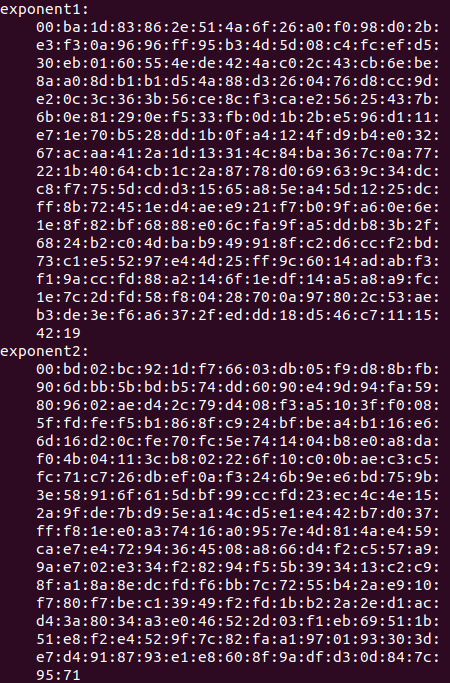 exponent1:
00:ba:1d:83:86:2e:51:4a:6f:26:a0:f0:98:d0:2b:
e3:f3:0a:96:96:ff:95:b3:4d:5d:08:c4:fc:ef:d5:
30:eb:01:60:55:4e:de:42:4a:c0:2c:43:cb:6e:be:
8a:a0:8d:b1:b1:d5:4a:88:d3:26:04:76:d8:cc:9d:
e2:0c:3c:36:3b:56:ce:8c:f3:ca:e2:56:25:43:7b:
6b:0e:81:29:0e:f5:33:fb:0d:1b:2b:e5:96:d1:11:
e7:1e:70:b5:28:dd:1b:0f:a4:12:4f:d9:b4:e0:32:
67:ac:aa:41:2a:1d:13:31:4c:84:ba:36:7c:0a:77:
22:1b:40:64:cb:1c:2a:87:78:d0:69:63:9c:34:dc:
c8:f7:75:5d:cd:d3:15:65:a8:5e:a4:5d:12:25:dc:
ff:8b:72:45:1e:d4:ae:e9:21:f7:b0:9f:a6:0e:6e:
1e:8f:82:bf:68:88:e0:6c:fa:9f:a5:dd:b8:3b:2f:
68:24:b2:c0:4d:ba:b9:49:91:8f:c2:d6:cc:f2:bd:
73:c1:e5:52:97:e4:4d:25:ff:9c:60:14:ad:ab:f3:
f1:9a:cc:fd:88:a2:14:6f:1e:df:14:a5:a8:a9:fc:
1e:7c:2d:fd:58:f8:04:28:70:0a:97:80:2c:53:ae:
b3:de:3e:f6:a6:37:2f:ed:dd:18:d5:46:c7:11:15:
42:19
exponent2:
00:bd:02:bc:92:1d:f7:66:03:db:05:f9:d8:8b:fb:
90:6d:bb:5b:bd:b5:74:dd:60:90:e4:9d:94:fa:59:
80:96:02:ae:d4:2c:79:d4:08:f3:a5:10:3f:f0:08:
5f:fd:fe:f5:b1:86:8f:c9:24:bf:be:a4:b1:16:e6:
6d:16:d2:0c:fe:70:fc:5e:74:14:04:b8:e0:a8:da:
f0:4b:04:11:3c:b8:02:22:6f:10:c0:0b:ae:c3:c5:
fc:71:c7:26:db:ef:0a:f3:24:6b:9e:e6:bd:75:9b:
3e:58:91:6f:61:5d:bf:99:cc:fd:23:ec:4c:4e:15:
2a:9f:de:7b:d9:5e:a1:4c:d5:e1:e4:42:b7:d0:37:
ff:f8:1e:e0:a3:74:16:a0:95:7e:4d:81:4a:e4:59:
ca:e7:e4:72:94:36:45:08:a8:66:d4:f2:c5:57:a9:
9a:e7:02:e3:34:f2:82:94:f5:5b:39:34:13:c2:c9:
8f:a1:8a:8e:dc:fd:f6:bb:7c:72:55:b4:2a:e9:10:
f7:80:f7:be:c1:39:49:f2:fd:1b:b2:2a:2e:d1:ac:
d4:3a:80:34:a3:e0:46:52:2d:03:f1:eb:69:51:1b:
51:e8:f2:e4:52:9f:7c:82:fa:a1:97:01:93:30:3d:
e7:d4:91:87:93:e1:e8:60:8f:9a:df:d3:0d:84:7c:
95:71